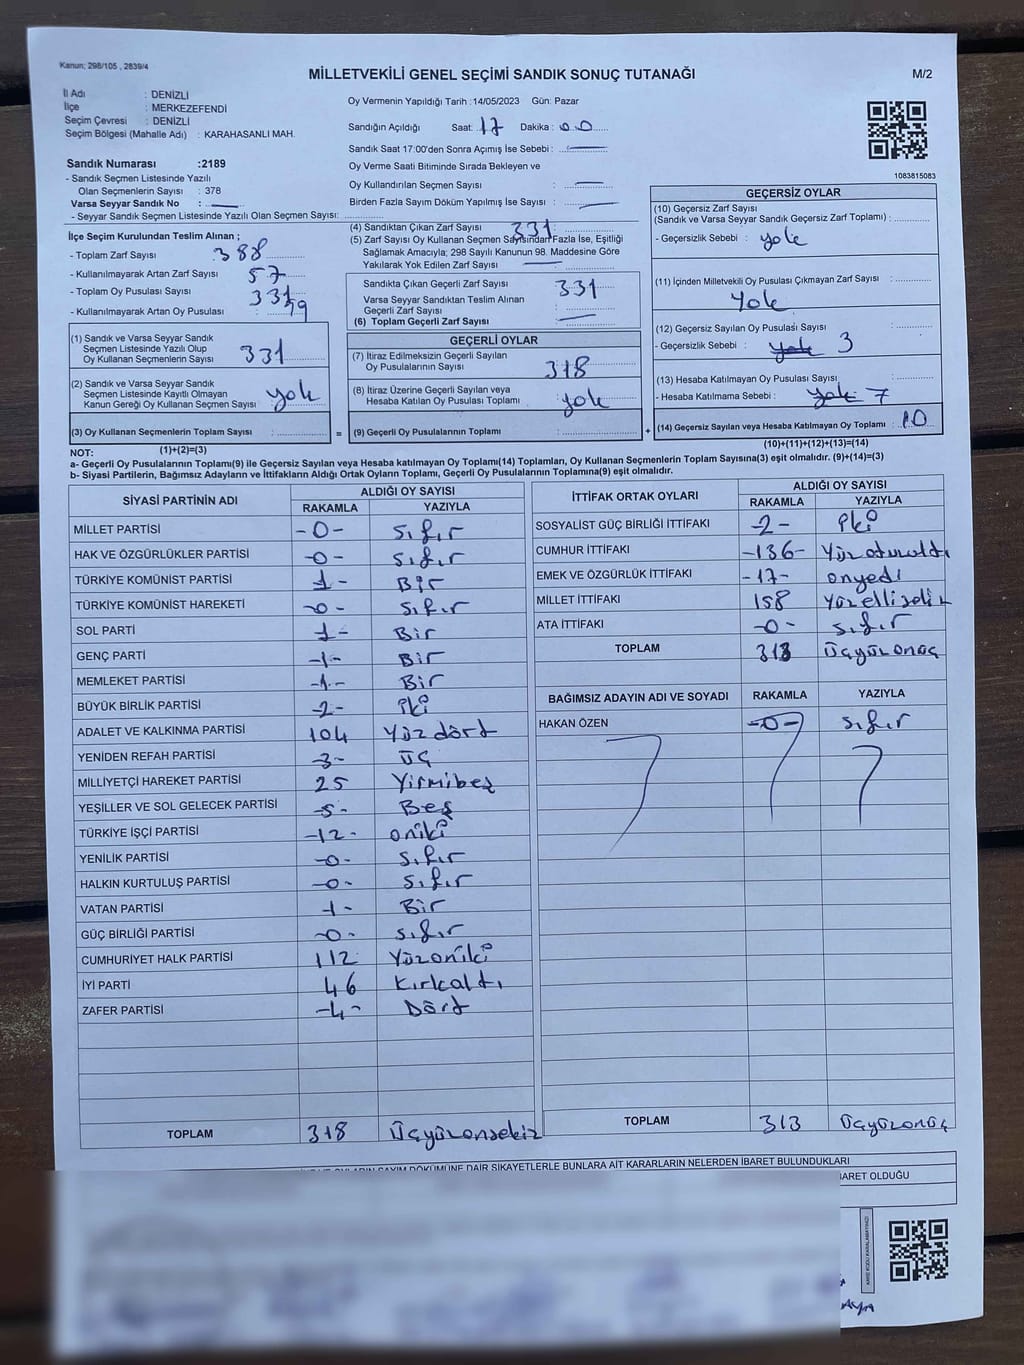 Kanun; 298/105 , 2839/4
MİLLETVEKİLİ GENEL SEÇİMİ SANDIK SONUÇ TUTANAĞI
M/2
İl Adı : DENİZLİ
İlçe : MERKEZEFENDİ
Seçim Çevresi : DENİZLİ
Seçim Bölgesi (Mahalle Adı) : KARAHASANLI MAH.
Oy Vermenin Yapıldığı Tarih :14/05/2023 Gün: Pazar
Sandığın Açıldığı Saat: 17 Dakika : 00
Sandık Saat 17:00'den Sonra Açımış İse Sebebi :
Oy Verme Saati Bitiminde Sırada Bekleyen ve
Oy Kullandırılan Seçmen Sayısı :
Birden Fazla Sayım Döküm Yapılmış İse Sayısı :
1083815083
Sandık Numarası :2189
- Sandık Seçmen Listesinde Yazılı
Olan Seçmenlerin Sayısı : 378
Varsa Seyyar Sandık No :
- Seyyar Sandık Seçmen Listesinde Yazılı Olan Seçmen Sayısı:
İlçe Seçim Kurulundan Teslim Alınan ;
- Toplam Zarf Sayısı : 388
- Kullanılmayarak Artan Zarf Sayısı : 57
- Toplam Oy Pusulası Sayısı : 331
- Kullanılmayarak Artan Oy Pusulası :
(1) Sandık ve Varsa Seyyar Sandık
Seçmen Listesinde Yazılı Olup
Oy Kullanan Seçmenlerin Sayısı : 331
(2) Sandık ve Varsa Seyyar Sandık
Seçmen Listesinde Kayıtlı Olmayan
Kanun Gereği Oy Kullanan Seçmen Sayısı : yok
(3) Oy Kullanan Seçmenlerin Toplam Sayısı :
(1)+(2)=(3)
(4) Sandıktan Çıkan Zarf Sayısı : 331
(5) Zarf Sayısı Oy Kullanan Seçmen Sayısından Fazla İse, Eşitliği
Sağlamak Amacıyla; 298 Sayılı Kanunun 98. Maddesine Göre
Yakılarak Yok Edilen Zarf Sayısı :
Sandıkta Çıkan Geçerli Zarf Sayısı : 331
Varsa Seyyar Sandıktan Teslim Alınan
Geçerli Zarf Sayısı :
(6) Toplam Geçerli Zarf Sayısı :
GEÇERLİ OYLAR
(7) İtiraz Edilmeksizin Geçerli Sayılan
Oy Pusulalarının Sayısı : 318
(8) İtiraz Üzerine Geçerli Sayılan veya
Hesaba Katılan Oy Pusulası Toplamı : yok
= (9) Geçerli Oy Pusulalarının Toplamı :
GEÇERSİZ OYLAR
(10) Geçersiz Zarf Sayısı
(Sandık ve Varsa Seyyar Sandık Geçersiz Zarf Toplamı) :
- Geçersizlik Sebebi : yok
(11) İçinden Milletvekili Oy Pusulası Çıkmayan Zarf Sayısı :
Yok
(12) Geçersiz Sayılan Oy Pusulası Sayısı :
- Geçersizlik Sebebi : yok 3
(13) Hesaba Katılmayan Oy Pusulası Sayısı :
- Hesaba Katılmama Sebebi : yok 7
+ (14) Geçersiz Sayılan veya Hesaba Katılmayan Oy Toplamı : 10
(10)+(11)+(12)+(13)=(14)
NOT:
a- Geçerli Oy Pusulalarının Toplamı(9) ile Geçersiz Sayılan veya Hesaba katılmayan Oy Toplamı(14) Toplamları, Oy Kullanan Seçmenlerin Toplam Sayısına(3) eşit olmalıdır. (9)+(14)=(3)
b- Siyasi Partilerin, Bağımsız Adayların ve İttifakların Aldığı Ortak Oyların Toplamı, Geçerli Oy Pusulalarının Toplamına(9) eşit olmalıdır.
SİYASİ PARTİNİN ADI ALDIĞI OY SAYISI
RAKAMLA YAZIYLA
MİLLET PARTİSİ -0- Sıfır
HAK VE ÖZGÜRLÜKLER PARTİSİ -0- Sıfır
TÜRKİYE KOMÜNİST PARTİSİ 1- Bir
TÜRKİYE KOMÜNİST HAREKETİ -0- Sıfır
SOL PARTİ 1- Bir
GENÇ PARTİ -1- Bir
MEMLEKET PARTİSİ -1- Bir
BÜYÜK BİRLİK PARTİSİ -2- İki
ADALET VE KALKINMA PARTİSİ 104 Yüzdört
YENİDEN REFAH PARTİSİ -3- Üç
MİLLİYETÇİ HAREKET PARTİSİ 25 Yirmibeş
YEŞİLLER VE SOL GELECEK PARTİSİ -5- Beş
TÜRKİYE İŞÇİ PARTİSİ -12- oniki
YENİLİK PARTİSİ -0- Sıfır
HALKIN KURTULUŞ PARTİSİ -0- Sıfır
VATAN PARTİSİ -1- Bir
GÜÇ BİRLİĞİ PARTİSİ -0- Sıfır
CUMHURİYET HALK PARTİSİ 112 Yüzoniki
İYİ PARTİ 46 Kırkaltı
ZAFER PARTİSİ -4- Dört
TOPLAM 318 Üçyüzonsekiz
İTTİFAK ORTAK OYLARI ALDIĞI OY SAYISI
RAKAMLA YAZIYLA
SOSYALİST GÜÇ BİRLİĞİ İTTİFAKI -2- İki
CUMHUR İTTİFAKI -136- Yüzotuzaltı
EMEK VE ÖZGÜRLÜK İTTİFAKI -17- onyedi
MİLLET İTTİFAKI 158 Yüzellisekiz
ATA İTTİFAKI -0- Sıfır
TOPLAM 313 Üçyüzonüç
BAĞIMSIZ ADAYIN ADI VE SOYADI RAKAMLA YAZIYLA
HAKAN ÖZEN -0- Sıfır
TOPLAM 313 Üçyüzonüç
OYLARIN SAYIM DÖKÜMÜNE DAİR ŞİKAYETLERLE BUNLARA AİT KARARLARIN NELERDEN İBARET BULUNDUKLARI
BARET OLDUĞU